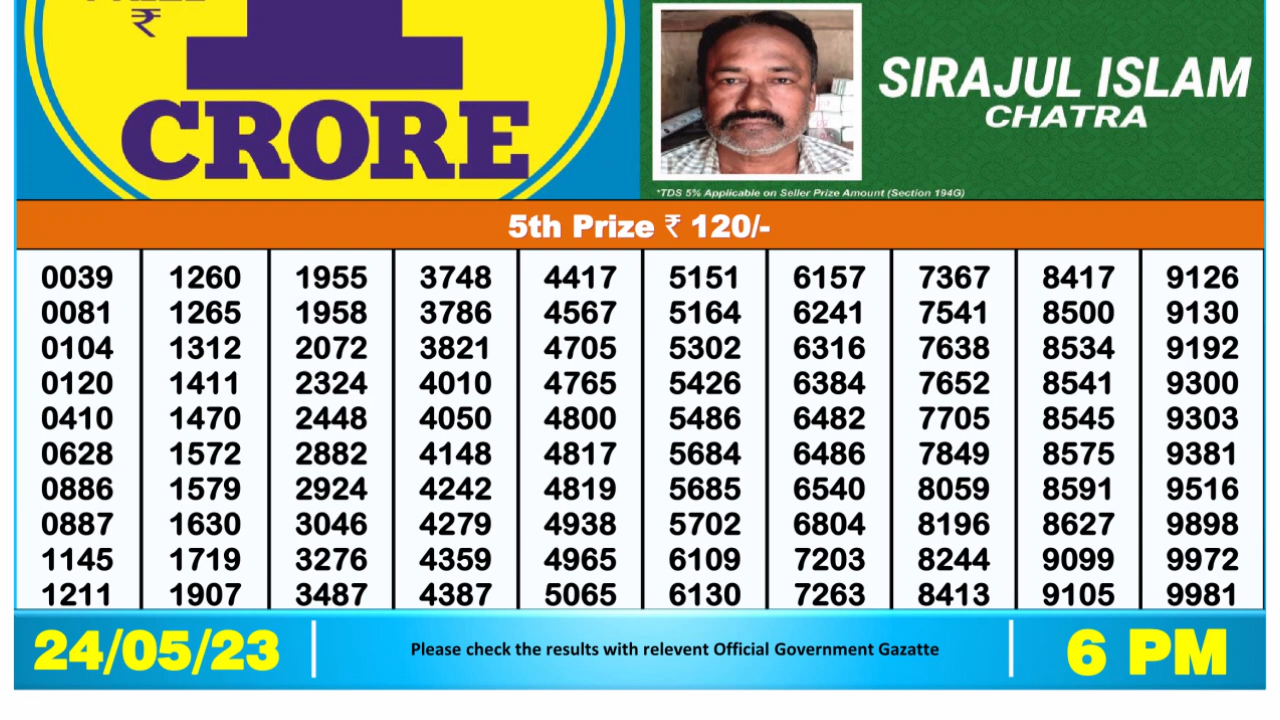 ₹
1
CRORE
SIRAJUL ISLAM
CHATRA
*TDS 5% Applicable on Seller Prize Amount (Section 194G)
5th Prize ₹ 120/-
0039 1260 1955 3748 4417 5151 6157 7367 8417 9126
0081 1265 1958 3786 4567 5164 6241 7541 8500 9130
0104 1312 2072 3821 4705 5302 6316 7638 8534 9192
0120 1411 2324 4010 4765 5426 6384 7652 8541 9300
0410 1470 2448 4050 4800 5486 6482 7705 8545 9303
0628 1572 2882 4148 4817 5684 6486 7849 8575 9381
0886 1579 2924 4242 4819 5685 6540 8059 8591 9516
0887 1630 3046 4279 4938 5702 6804 8196 8627 9898
1145 1719 3276 4359 4965 6109 7203 8244 9099 9972
1211 1907 3487 4387 5065 6130 7263 8413 9105 9981
24/05/23
Please check the results with relevent Official Government Gazatte
6 PM